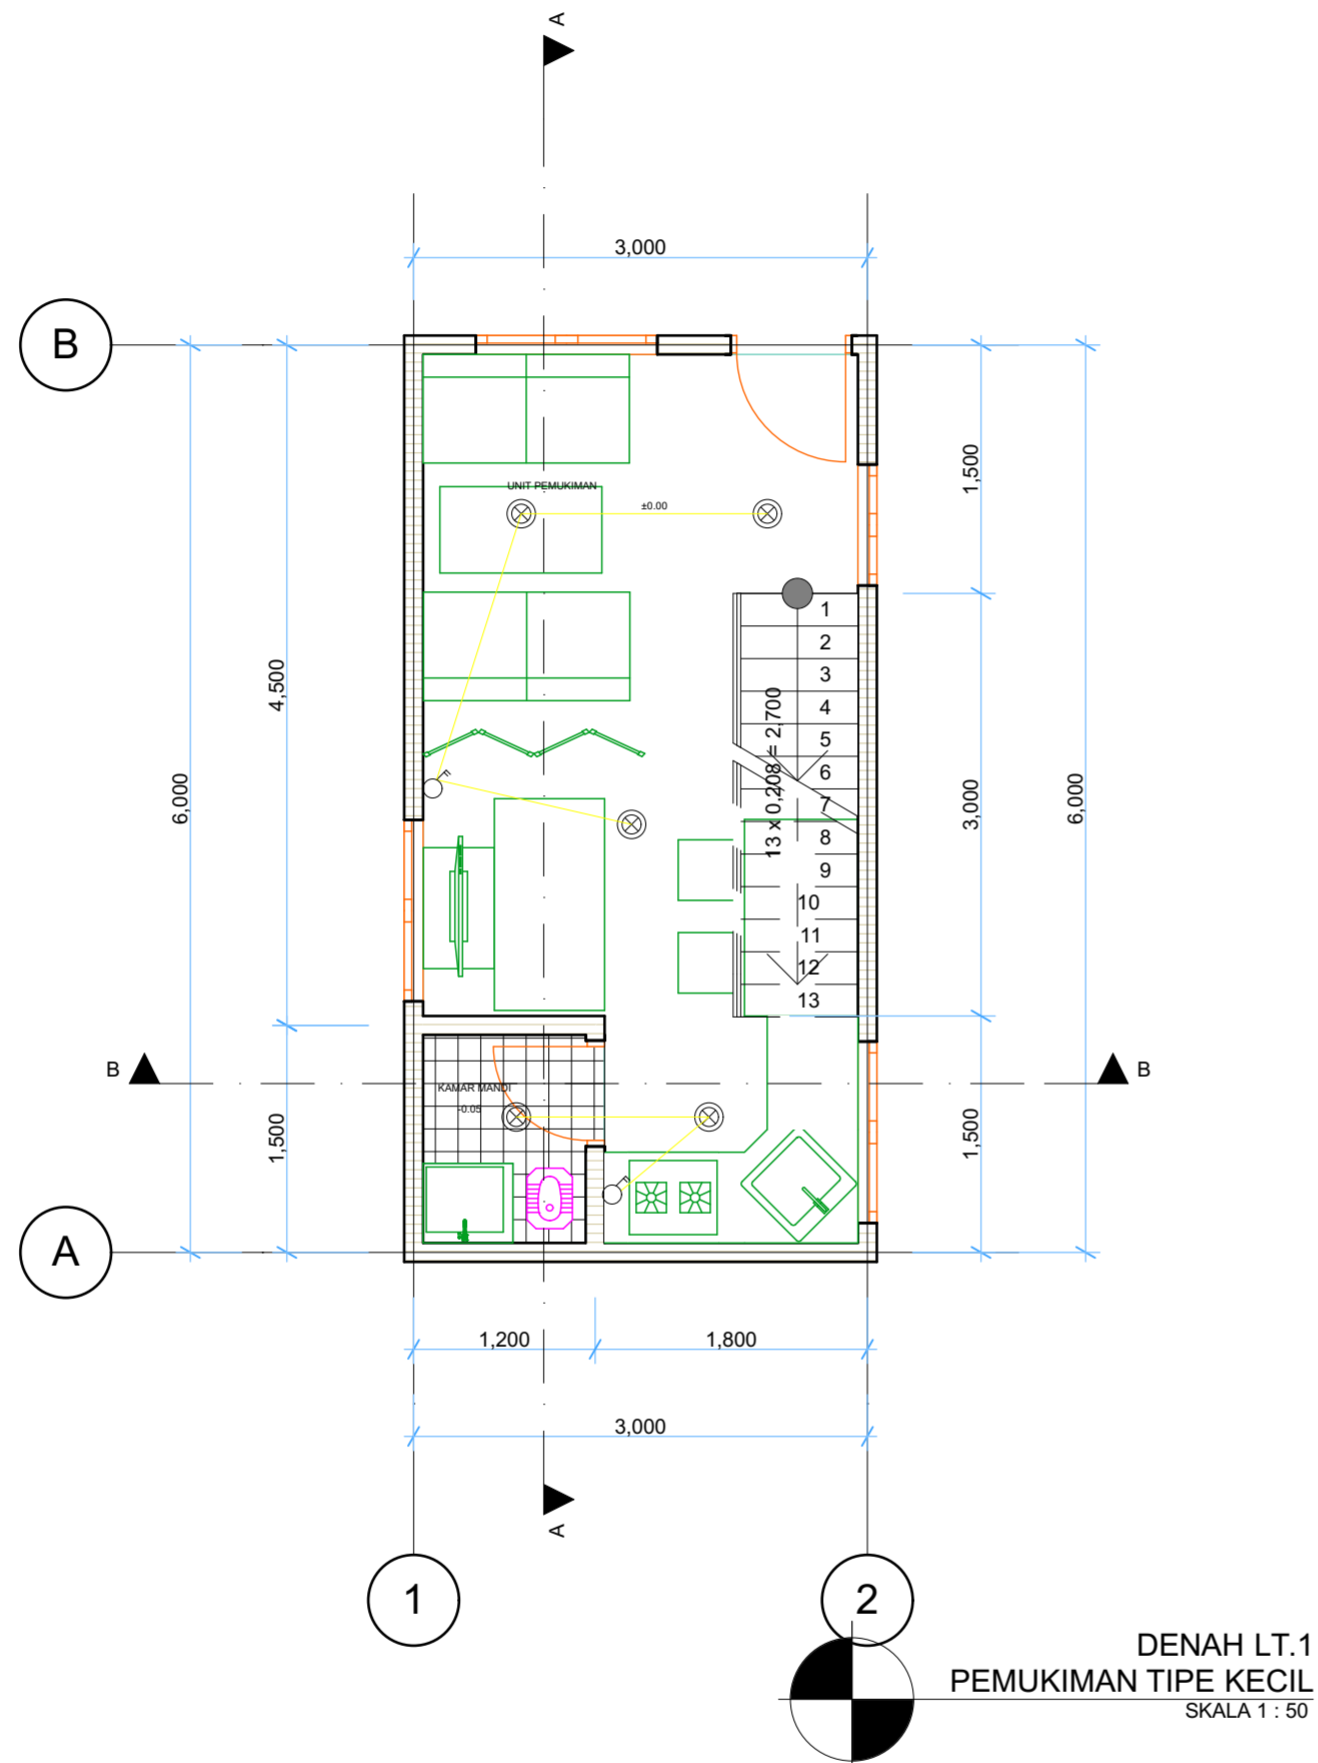 A
3,000
B
1,500
UNIT PEMUKIMAN
±0.00
4,500
6,000
1
2
3
4
5
6
7
8
9
10
11
12
13
13 x 0,208 = 2,700
3,000
6,000
F
B
B
KAMAR MANDI
-0.05
1,500
1,500
F
A
1,200
1,800
3,000
A
1
2
DENAH LT.1
PEMUKIMAN TIPE KECIL
SKALA 1 : 50